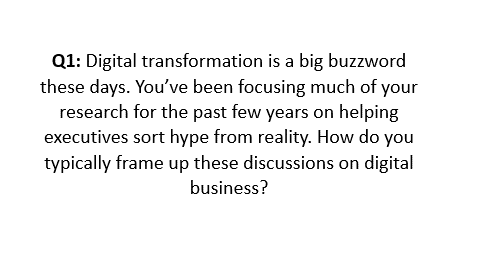 Q1: Digital transformation is a big buzzword
these days. You’ve been focusing much of your
research for the past few years on helping
executives sort hype from reality. How do you
typically frame up these discussions on digital
business?